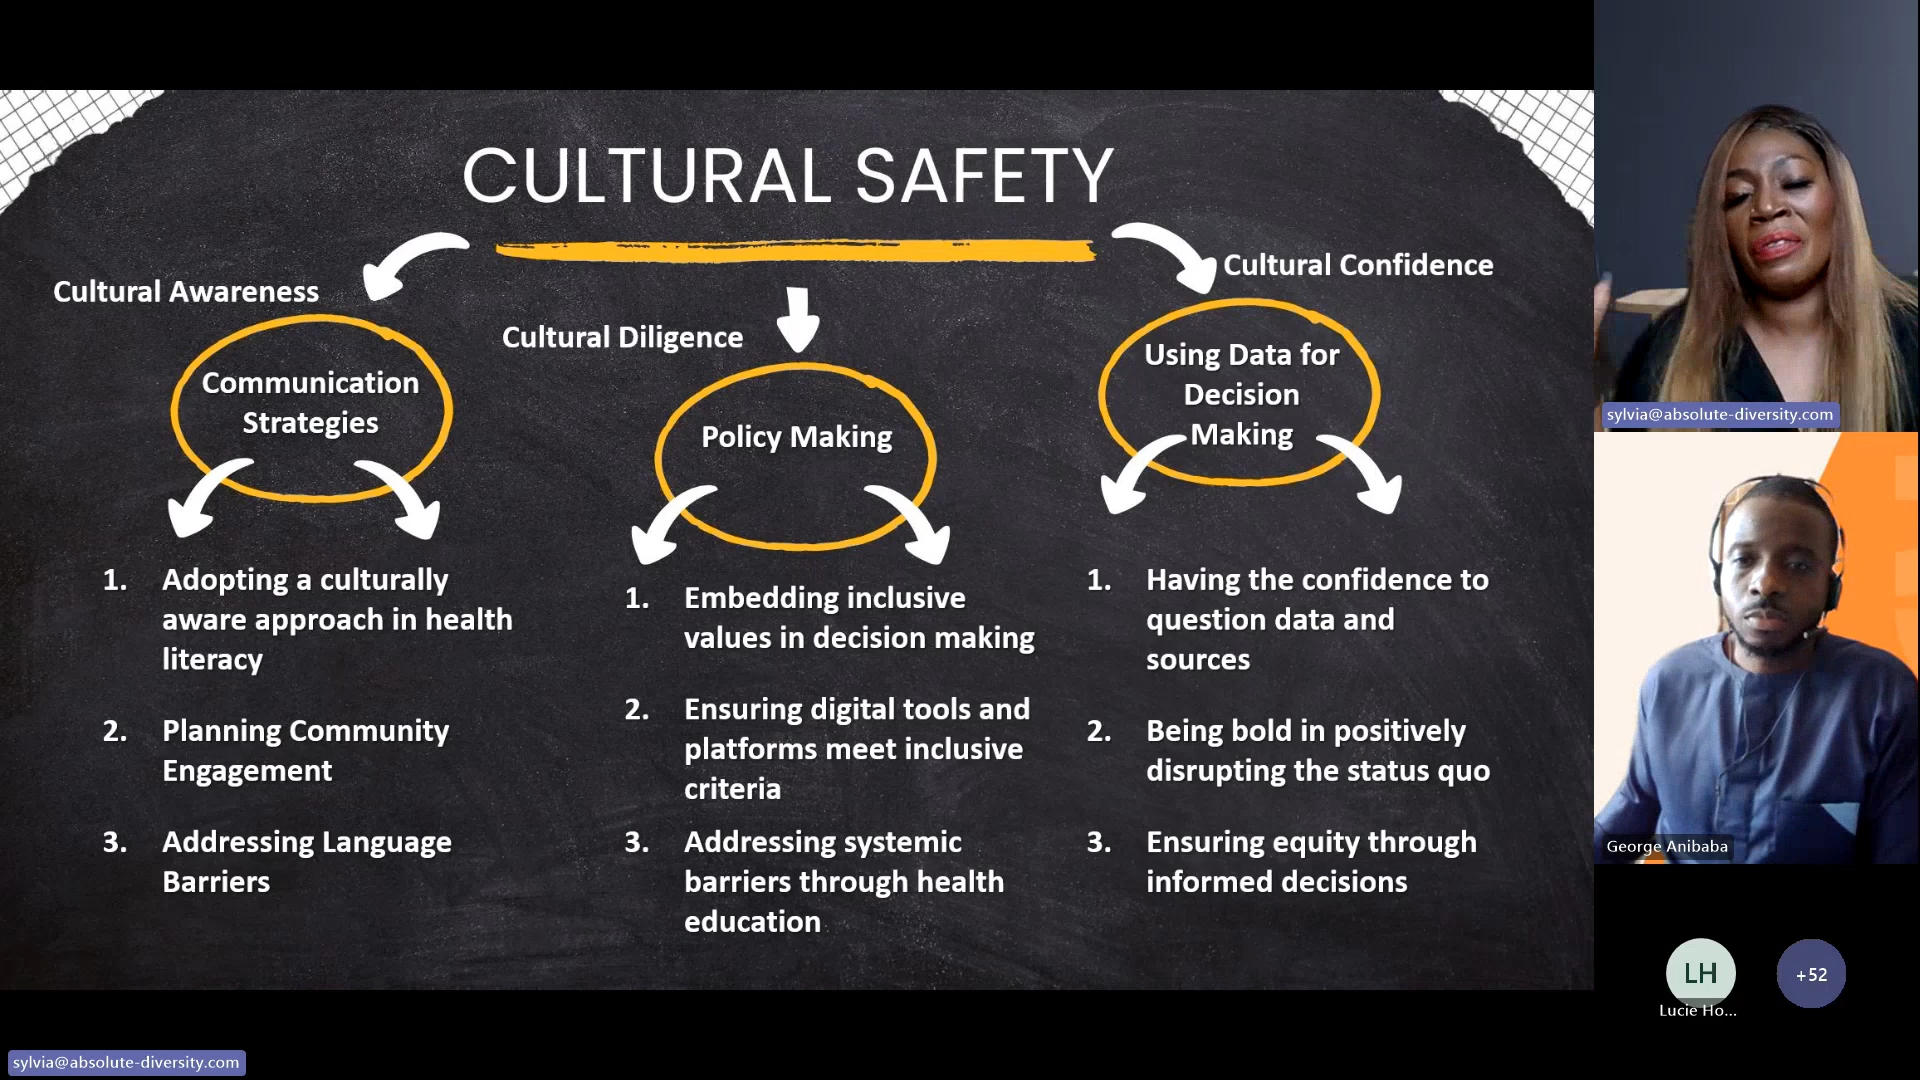 CULTURAL SAFETY
Cultural Awareness
Communication
Strategies
1. Adopting a culturally
aware approach in health
literacy
2. Planning Community
Engagement
3. Addressing Language
Barriers
Cultural Diligence
Policy Making
1. Embedding inclusive
values in decision making
2. Ensuring digital tools and
platforms meet inclusive
criteria
3. Addressing systemic
barriers through health
education
Cultural Confidence
Using Data for
Decision
Making
1. Having the confidence to
question data and
sources
2. Being bold in positively
disrupting the status quo
3. Ensuring equity through
informed decisions
sylvia@absolute-diversity.com
George Anibaba
LH
Lucie Ho...
+52
sylvia@absolute-diversity.com